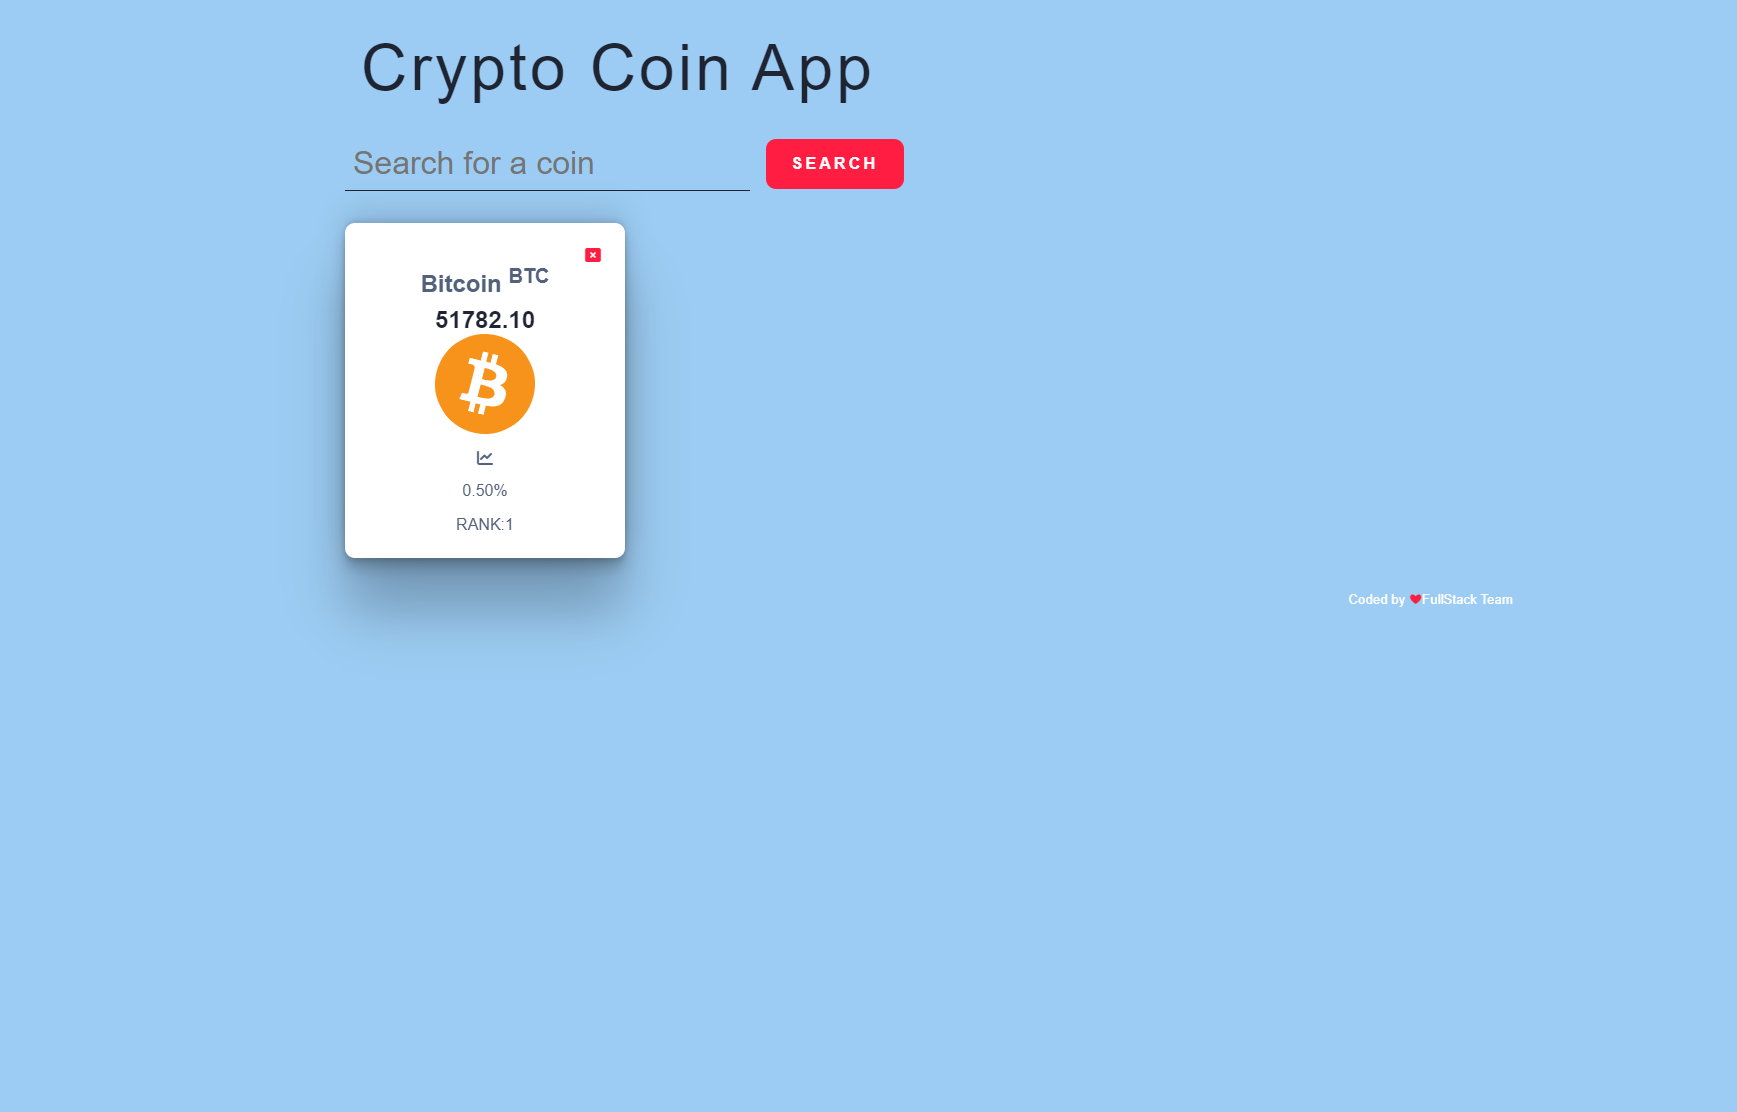 Crypto Coin App
Search for a coin
SEARCH
Bitcoin BTC
51782.10
0.50%
RANK:1
Coded by ❤FullStack Team